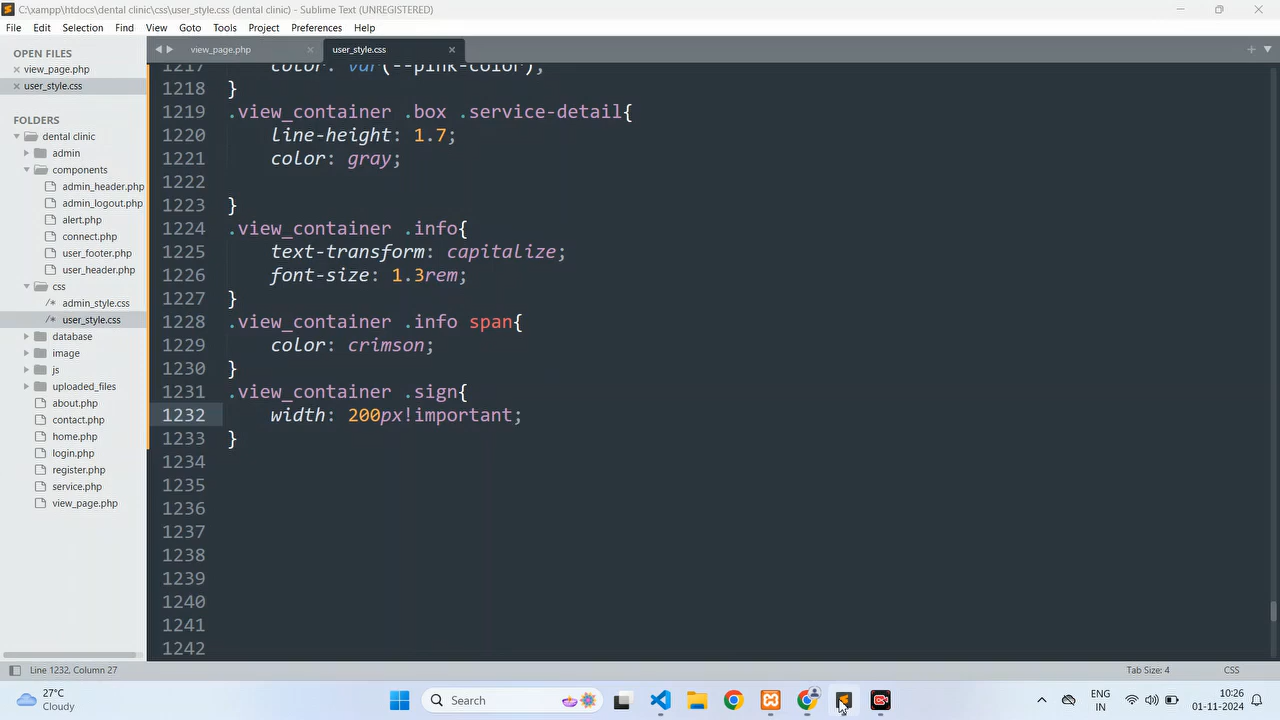 C:\xampp\htdocs\dental clinic\css\user_style.css (dental clinic) - Sublime Text (UNREGISTERED)
File Edit Selection Find View Goto Tools Project Preferences Help
OPEN FILES
view_page.php
user_style.css
FOLDERS
dental clinic
admin
components
admin_header.php
admin_logout.php
alert.php
connect.php
user_footer.php
user_header.php
css
/* admin_style.css
/* user_style.css
database
image
js
uploaded_files
about.php
contact.php
home.php
login.php
register.php
service.php
view_page.php
view_page.php user_style.css
1217 color: var(--pink-color);
1218 }
1219 .view_container .box .service-detail{
1220 line-height: 1.7;
1221 color: gray;
1222
1223 }
1224 .view_container .info{
1225 text-transform: capitalize;
1226 font-size: 1.3rem;
1227 }
1228 .view_container .info span{
1229 color: crimson;
1230 }
1231 .view_container .sign{
1232 width: 200px!important;
1233 }
1234
1235
1236
1237
1238
1239
1240
1241
1242
Line 1232, Column 27 Tab Size: 4 CSS
27°C
Cloudy
Search
ENG
IN
10:26
01-11-2024